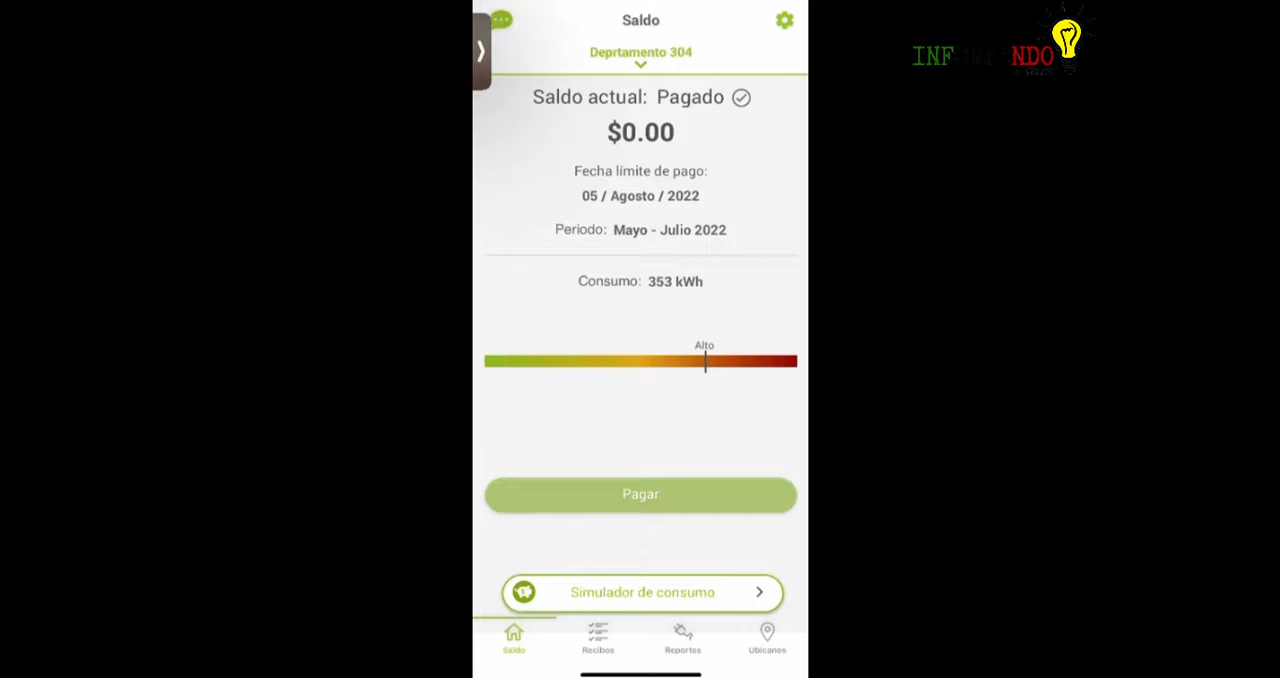 Saldo
Deprtamento 304
Saldo actual: Pagado
$0.00
Fecha límite de pago:
05 / Agosto / 2022
Periodo: Mayo - Julio 2022
Consumo: 353 kWh
Alto
Pagar
Simulador de consumo
Saldo
Recibos
Reportes
Ubícanos